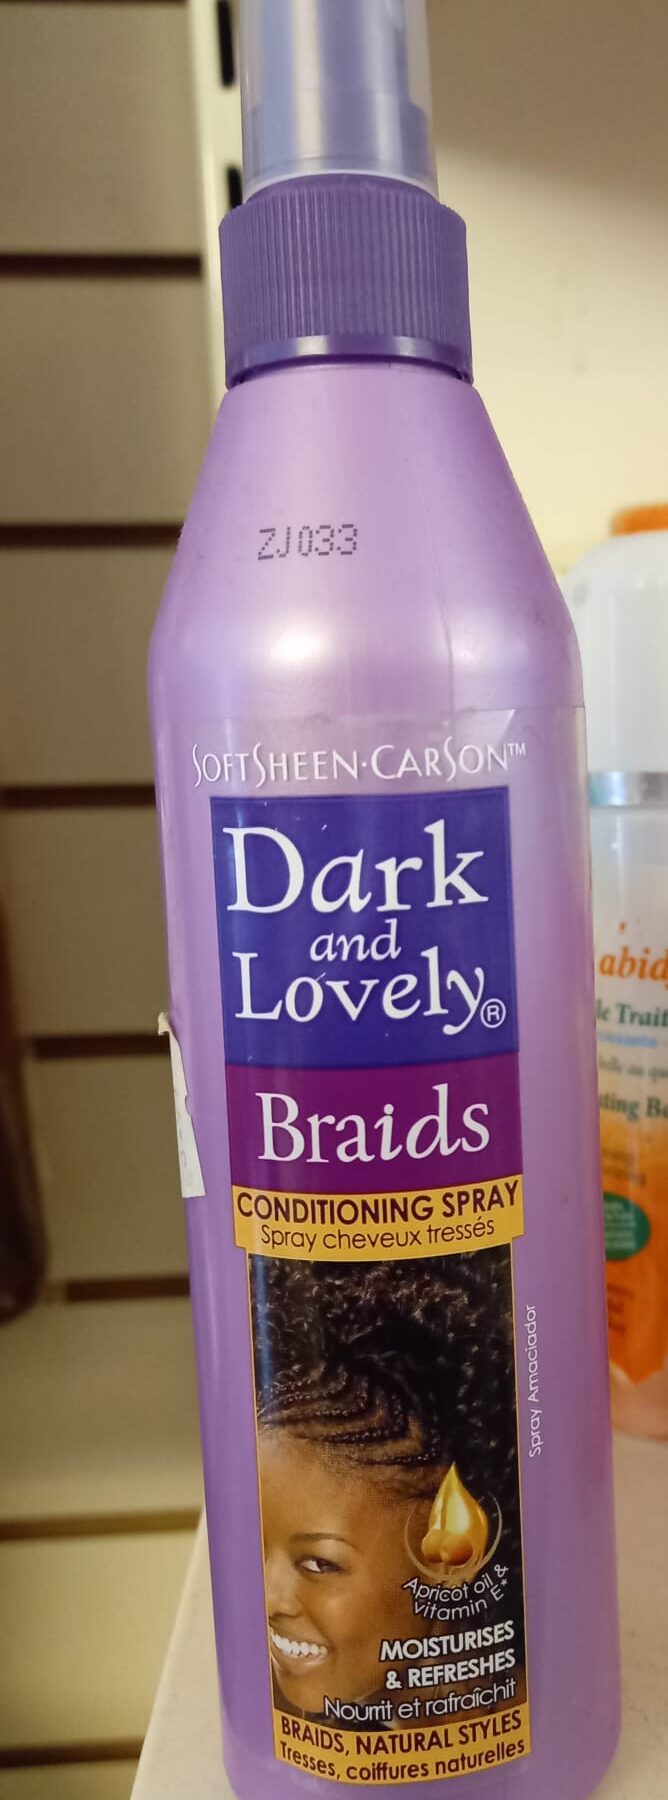 ZJ033
SOFTSHEEN·CARSON™
Dark
and
Lovely®
Braids
CONDITIONING SPRAY
Spray cheveux tressés
Spray Amaciador
Apricot oil &
vitamin E*
MOISTURISES
& REFRESHES
Nourrit et rafraîchit
BRAIDS, NATURAL STYLES
Tresses, coiffures naturelles